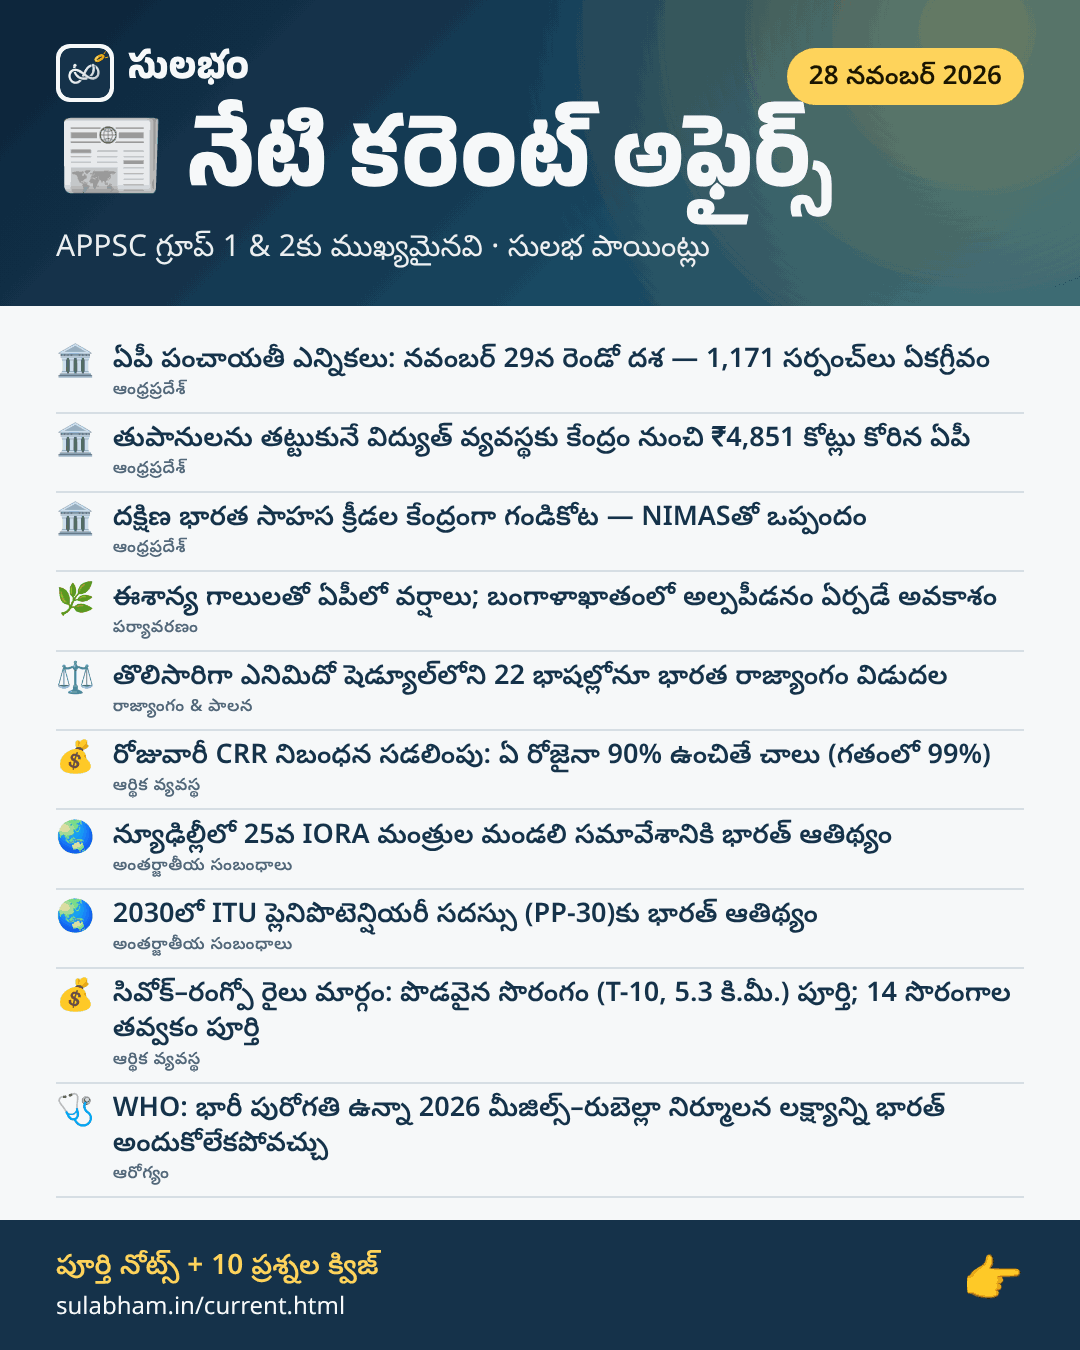 సులభం
28 నవంబర్ 2026
నేటి కరెంట్ అఫైర్స్
APPSC గ్రూప్ 1 & 2కు ముఖ్యమైనవి · సులభ పాయింట్లు
ఏపీ పంచాయతీ ఎన్నికలు: నవంబర్ 29న రెండో దశ — 1,171 సర్పంచ్‌లు ఏకగ్రీవం
ఆంధ్రప్రదేశ్
తుపానులను తట్టుకునే విద్యుత్ వ్యవస్థకు కేంద్రం నుంచి ₹4,851 కోట్లు కోరిన ఏపీ
ఆంధ్రప్రదేశ్
దక్షిణ భారత సాహస క్రీడల కేంద్రంగా గండికోట — NIMASతో ఒప్పందం
ఆంధ్రప్రదేశ్
ఈశాన్య గాలులతో ఏపీలో వర్షాలు; బంగాళాఖాతంలో అల్పపీడనం ఏర్పడే అవకాశం
పర్యావరణం
తొలిసారిగా ఎనిమిదో షెడ్యూల్‌లోని 22 భాషల్లోనూ భారత రాజ్యాంగం విడుదల
రాజ్యాంగం & పాలన
రోజువారీ CRR నిబంధన సడలింపు: ఏ రోజైనా 90% ఉంచితే చాలు (గతంలో 99%)
ఆర్థిక వ్యవస్థ
న్యూఢిల్లీలో 25వ IORA మంత్రుల మండలి సమావేశానికి భారత్ ఆతిథ్యం
అంతర్జాతీయ సంబంధాలు
2030లో ITU ప్లెనిపొటెన్షియరీ సదస్సు (PP-30)కు భారత్ ఆతిథ్యం
అంతర్జాతీయ సంబంధాలు
సివోక్–రంగ్పో రైలు మార్గం: పొడవైన సొరంగం (T-10, 5.3 కి.మీ.) పూర్తి; 14 సొరంగాల
తవ్వకం పూర్తి
ఆర్థిక వ్యవస్థ
WHO: భారీ పురోగతి ఉన్నా 2026 మీజిల్స్–రుబెల్లా నిర్మూలన లక్ష్యాన్ని భారత్
అందుకోలేకపోవచ్చు
ఆరోగ్యం
పూర్తి నోట్స్ + 10 ప్రశ్నల క్విజ్
sulabham.in/current.html